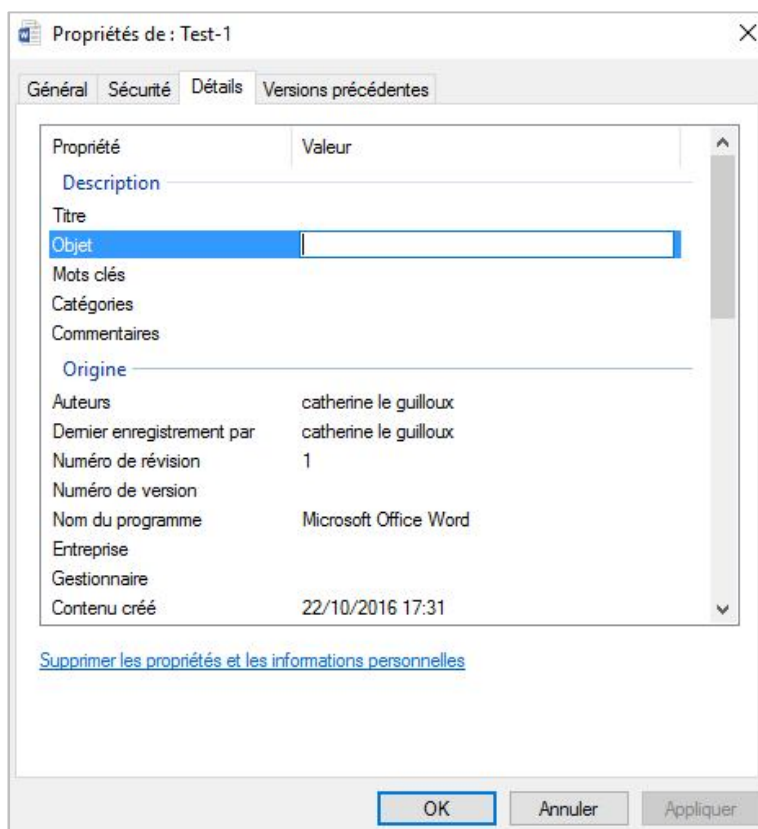 Propriétés de : Test-1
Général Sécurité Détails Versions précédentes
Propriété Valeur
Description
Titre
Objet
Mots clés
Catégories
Commentaires
Origine
Auteurs catherine le guilloux
Dernier enregistrement par catherine le guilloux
Numéro de révision 1
Numéro de version
Nom du programme Microsoft Office Word
Entreprise
Gestionnaire
Contenu créé 22/10/2016 17:31
Supprimer les propriétés et les informations personnelles
OK Annuler Appliquer